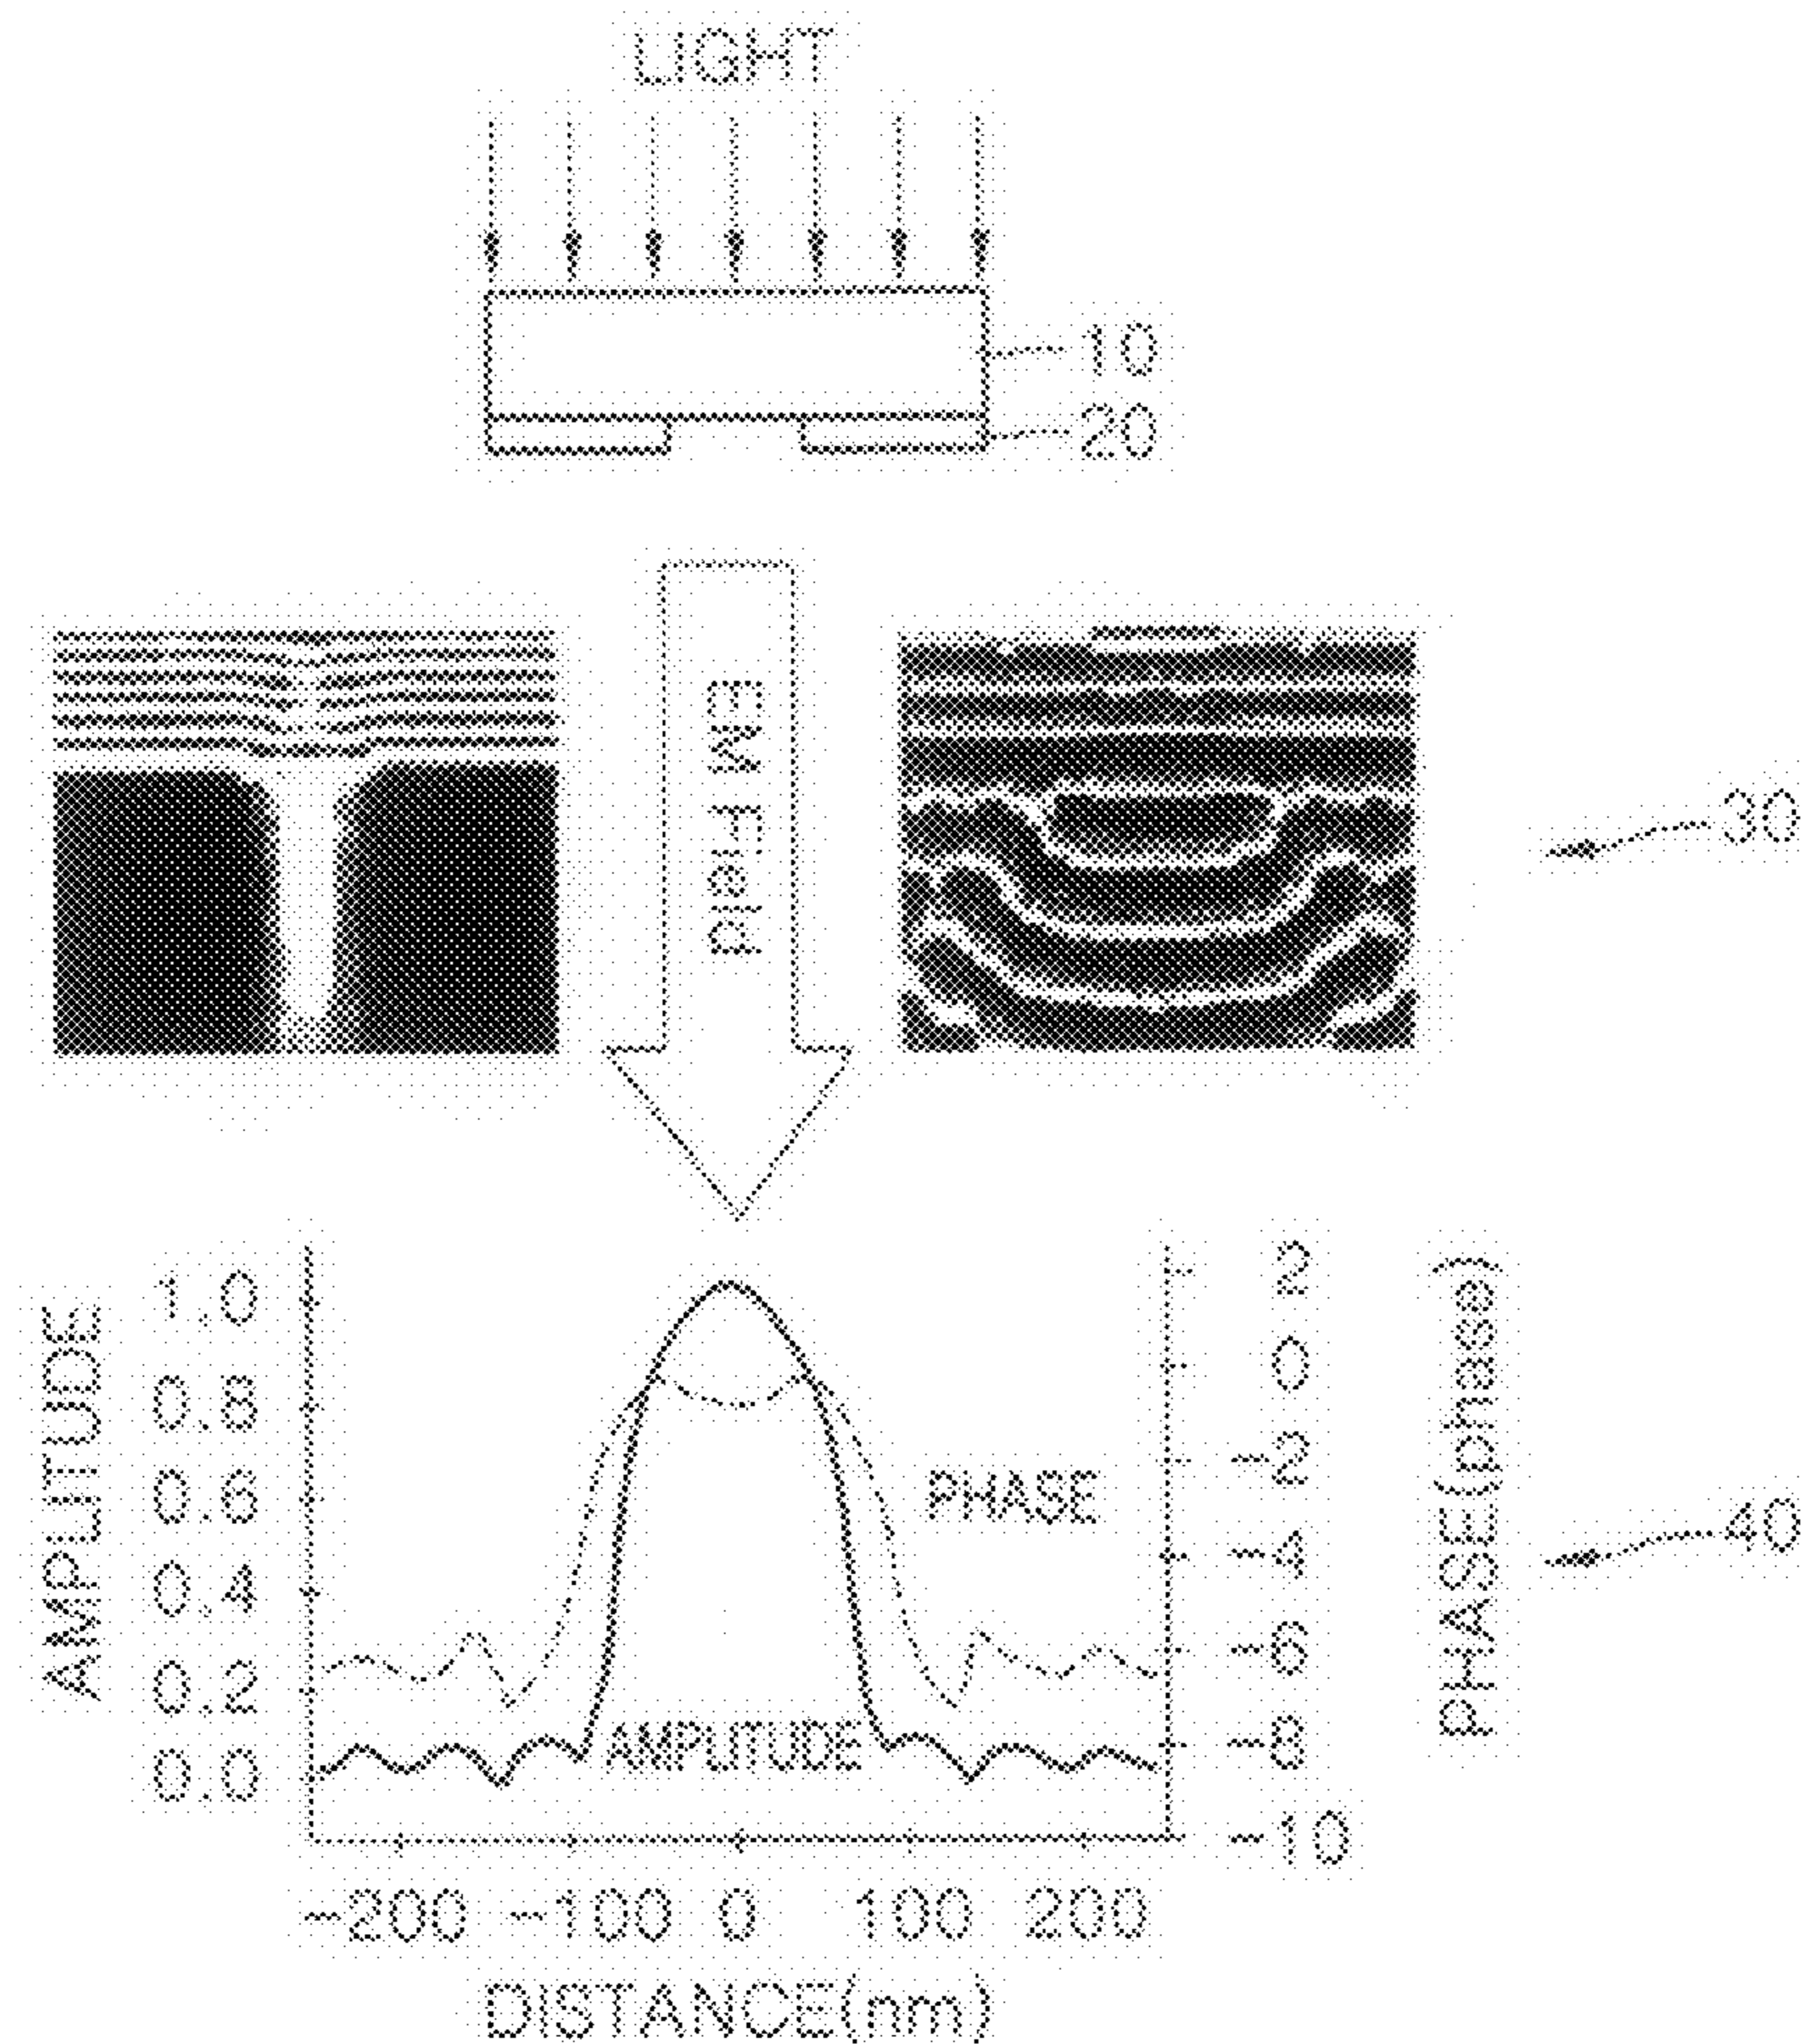 LIGHT
10
20
EM Field
30
AMPLITUDE
1.0
0.8
0.6
0.4
0.2
0.0
PHASE
AMPLITUDE
2
0
-2
-4
-6
-8
-10
PHASE(phase)
40
-200 -100 0 100 200
DISTANCE(nm)